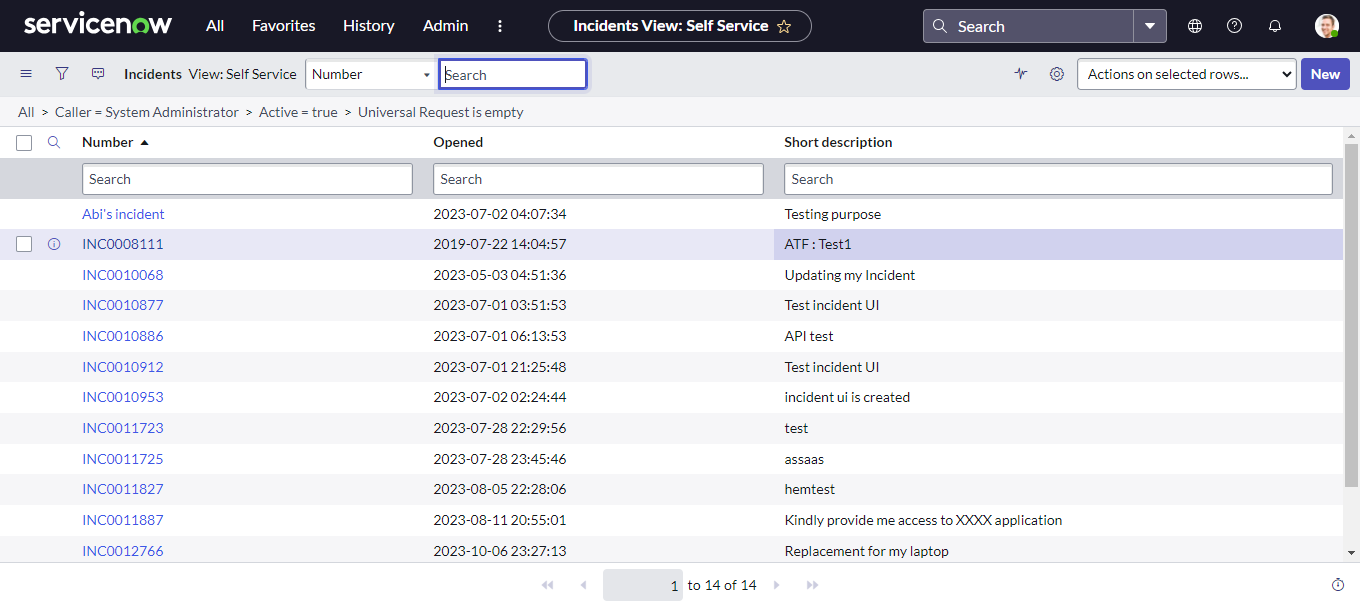 servicenow All Favorites History Admin Incidents View: Self Service Search
Incidents View: Self Service Number Search Actions on selected rows... New
All > Caller = System Administrator > Active = true > Universal Request is empty
Number Opened Short description
Search Search Search
Abi's incident 2023-07-02 04:07:34 Testing purpose
INC0008111 2019-07-22 14:04:57 ATF : Test1
INC0010068 2023-05-03 04:51:36 Updating my Incident
INC0010877 2023-07-01 03:51:53 Test incident UI
INC0010886 2023-07-01 06:13:53 API test
INC0010912 2023-07-01 21:25:48 Test incident UI
INC0010953 2023-07-02 02:24:44 incident ui is created
INC0011723 2023-07-28 22:29:56 test
INC0011725 2023-07-28 23:45:46 assaas
INC0011827 2023-08-05 22:28:06 hemtest
INC0011887 2023-08-11 20:55:01 Kindly provide me access to XXXX application
INC0012766 2023-10-06 23:27:13 Replacement for my laptop
1 to 14 of 14